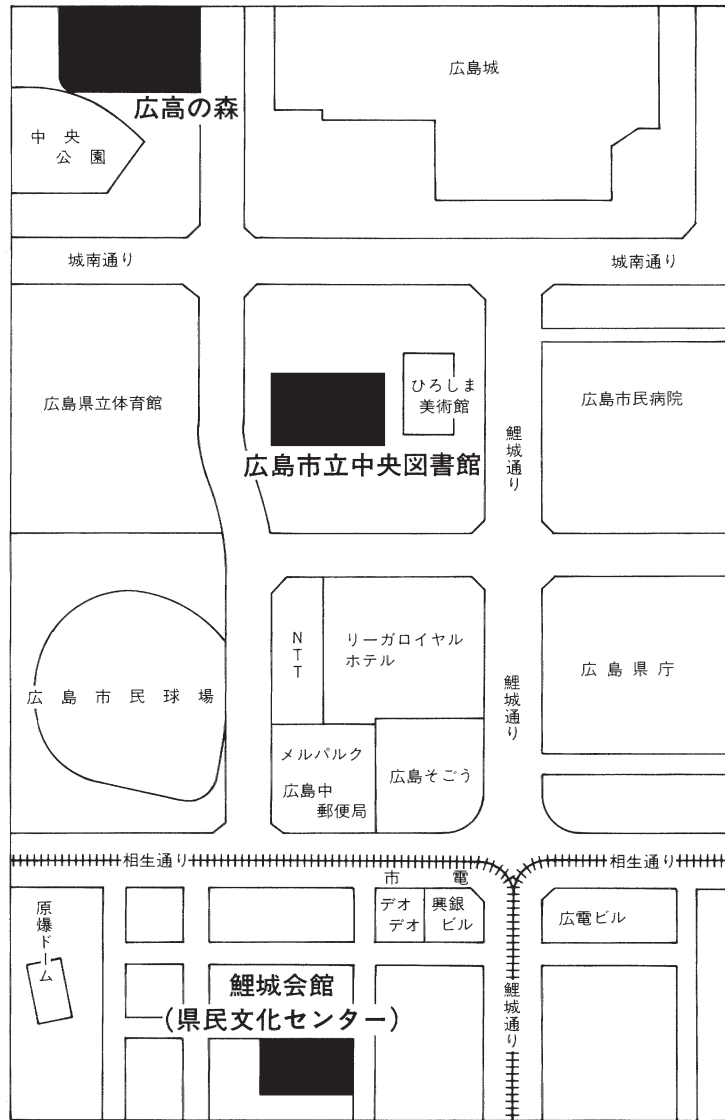 広島城
広高の森
中央
公園
城南通り
城南通り
広島県立体育館
ひろしま
美術館
広島市民病院
広島市立中央図書館
鯉城通り
NTT
リーガロイヤル
ホテル
広島県庁
広島市民球場
鯉城通り
メルパルク
広島中
郵便局
広島そごう
相生通り
相生通り
市電
原爆ドーム
デオ
デオ
興銀
ビル
広電ビル
鯉城会館
(県民文化センター)
鯉城通り